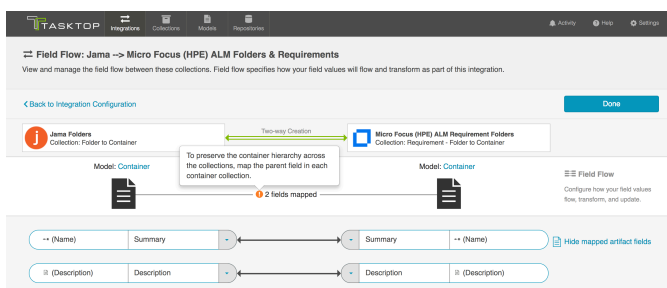 TASKTOP
Integrations
Collections
Models
Repositories
Activity
Help
Settings
Field Flow: Jama --> Micro Focus (HPE) ALM Folders & Requirements
View and manage the field flow between these collections. Field flow specifies how your field values will flow and transform as part of this integration.
Back to Integration Configuration
Done
Jama Folders
Collection: Folder to Container
Two-way Creation
Micro Focus (HPE) ALM Requirement Folders
Collection: Requirement - Folder to Container
To preserve the container hierarchy across
the collections, map the parent field in each
container collection.
Model: Container
Model: Container
2 fields mapped
Field Flow
Configure how your field values
flow, transform, and update.
(Name)
Summary
Summary
(Name)
Hide mapped artifact fields
(Description)
Description
Description
(Description)